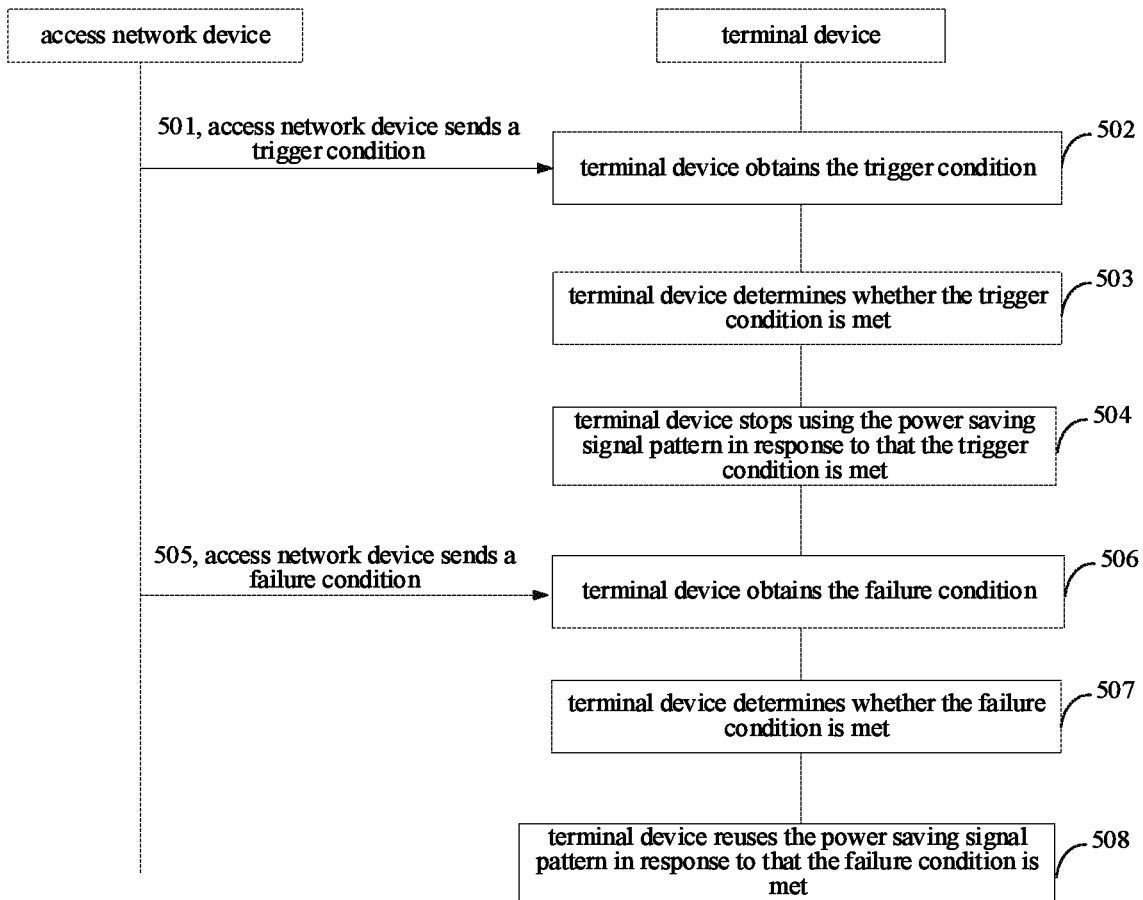 access network device
terminal device
501, access network device sends a
trigger condition
502
terminal device obtains the trigger condition
503
terminal device determines whether the trigger
condition is met
504
terminal device stops using the power saving
signal pattern in response to that the trigger
condition is met
505, access network device sends a
failure condition
506
terminal device obtains the failure condition
507
terminal device determines whether the failure
condition is met
508
terminal device reuses the power saving signal
pattern in response to that the failure condition is
met